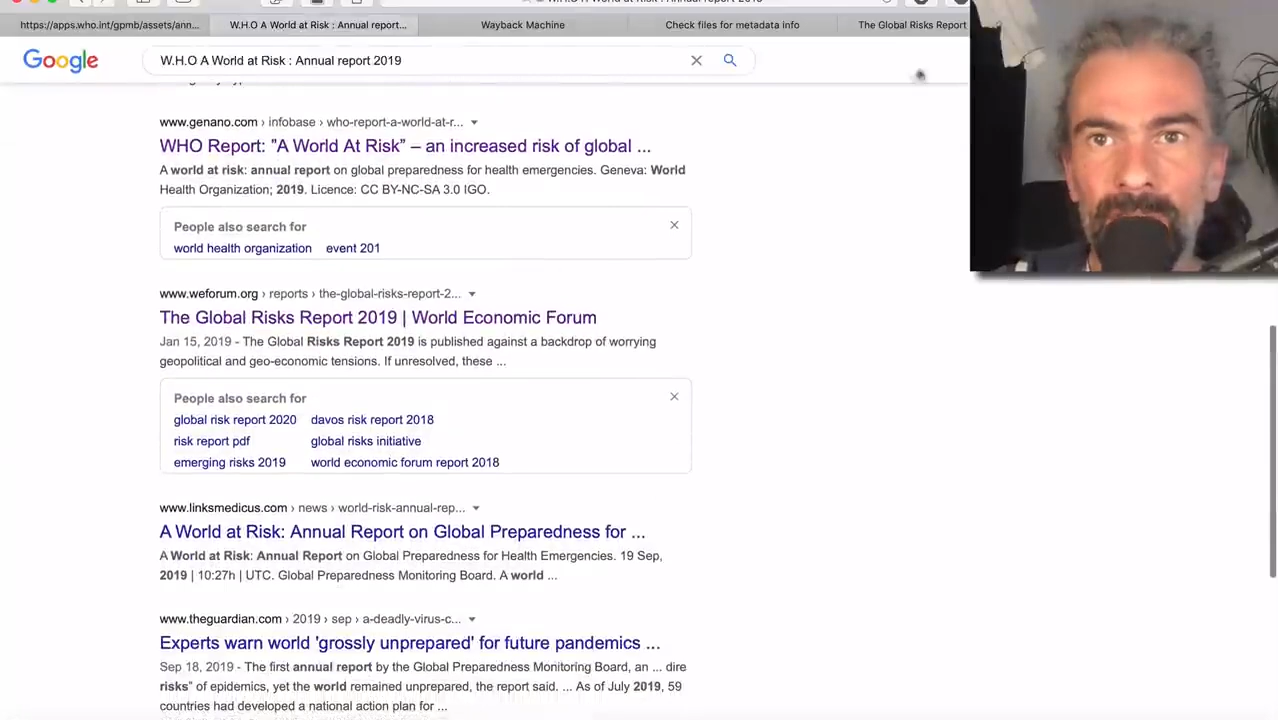 https://apps.who.int/gpmb/assets/ann...
W.H.O A World at Risk : Annual report...
Wayback Machine
Check files for metadata info
The Global Risks Report
Google
W.H.O A World at Risk : Annual report 2019
www.genano.com › infobase › who-report-a-world-at-r...
WHO Report: ”A World At Risk” – an increased risk of global ...
A world at risk: annual report on global preparedness for health emergencies. Geneva: World
Health Organization; 2019. Licence: CC BY-NC-SA 3.0 IGO.
People also search for
world health organization event 201
www.weforum.org › reports › the-global-risks-report-2...
The Global Risks Report 2019 | World Economic Forum
Jan 15, 2019 - The Global Risks Report 2019 is published against a backdrop of worrying
geopolitical and geo-economic tensions. If unresolved, these ...
People also search for
global risk report 2020 davos risk report 2018
risk report pdf global risks initiative
emerging risks 2019 world economic forum report 2018
www.linksmedicus.com › news › world-risk-annual-rep...
A World at Risk: Annual Report on Global Preparedness for ...
A World at Risk: Annual Report on Global Preparedness for Health Emergencies. 19 Sep,
2019 | 10:27h | UTC. Global Preparedness Monitoring Board. A world ...
www.theguardian.com › 2019 › sep › a-deadly-virus-c...
Experts warn world 'grossly unprepared' for future pandemics ...
Sep 18, 2019 - The first annual report by the Global Preparedness Monitoring Board, an ... dire
risks” of epidemics, yet the world remained unprepared, the report said. ... As of July 2019, 59
countries had developed a national action plan for ...